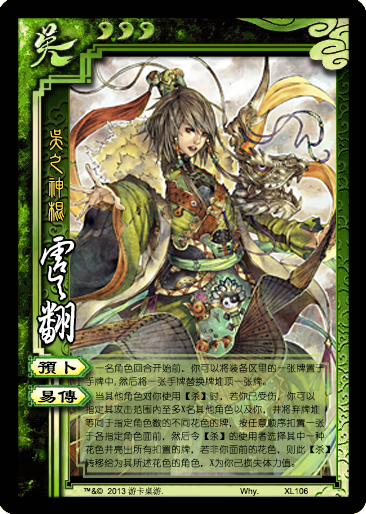 吳
吳之神棍
虞翻
預卜
一名角色回合开始前，你可以将装备区里的一张牌置于
手牌中，然后将一张手牌替换牌堆顶一张牌。
易傳
当其他角色对你使用【杀】时，若你已受伤，你可以
指定其攻击范围内至多X名其他角色以及你，并将弃牌堆
等同于指定角色数的不同花色的牌，按任意顺序扣置一张
于各指定角色面前，然后令【杀】的使用者选择其中一种
花色并亮出所有扣置的牌，若非你面前的花色，则此【杀】
转移给为其所述花色的角色，X为你已损失体力值。
™&© 2013 游卡桌游.
Why.
XL106